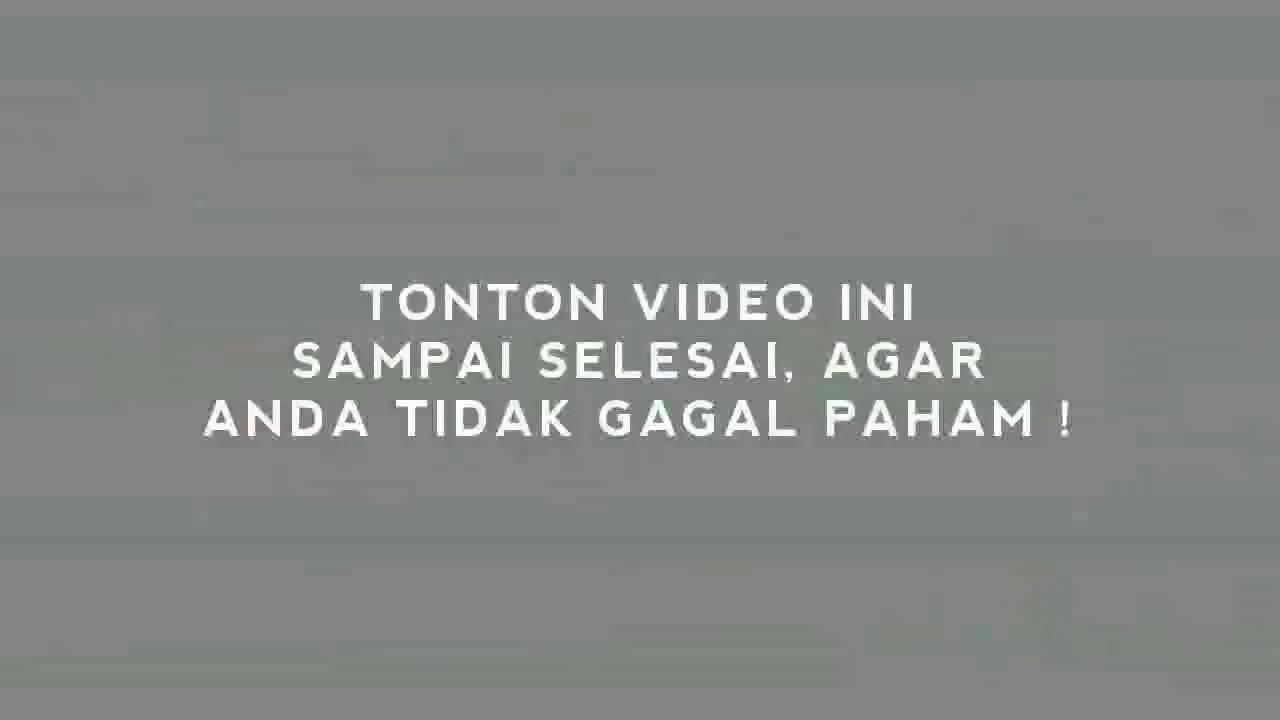 TONTON VIDEO INI
SAMPAI SELESAI, AGAR
ANDA TIDAK GAGAL PAHAM !